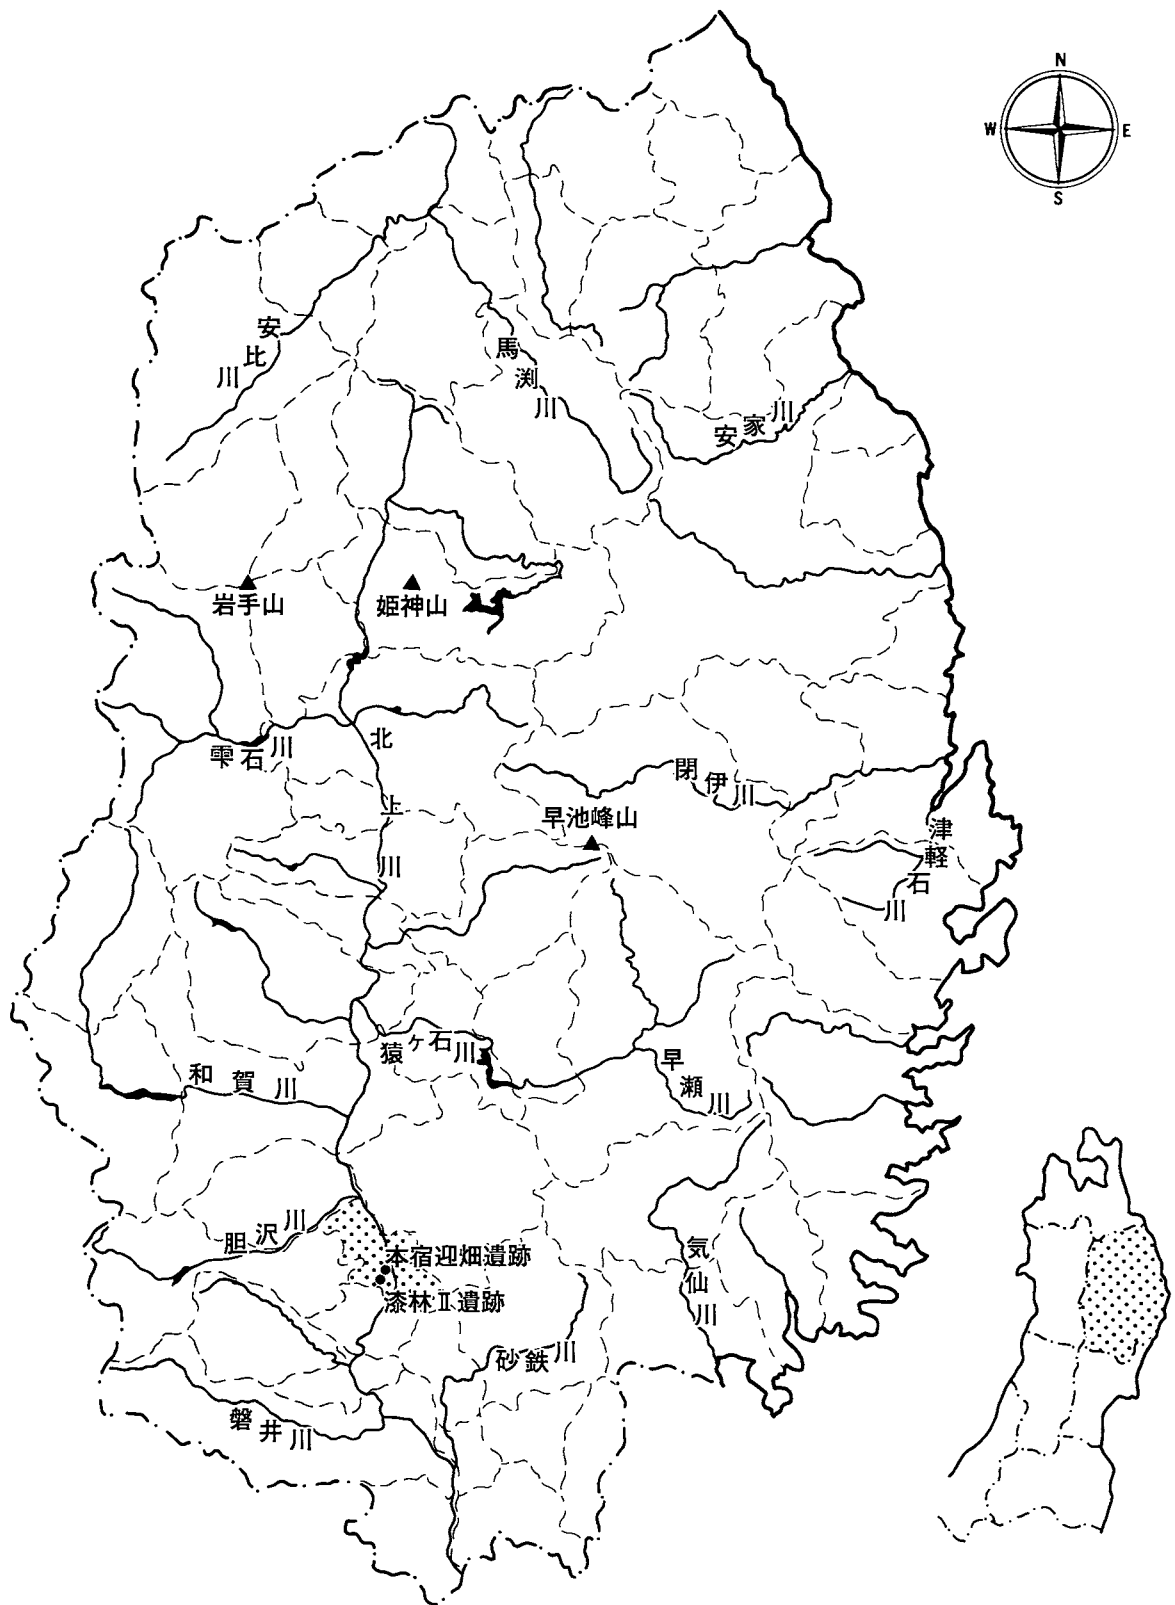 N
W E
S
安比川
馬渕川
安家川
岩手山
姫神山
雫石川
北上川
閉伊川
早池峰山
津軽石川
猿ヶ石川
早瀬川
和賀川
胆沢川
本宿迎畑遺跡
漆林Ⅱ遺跡
気仙川
砂鉄川
磐井川